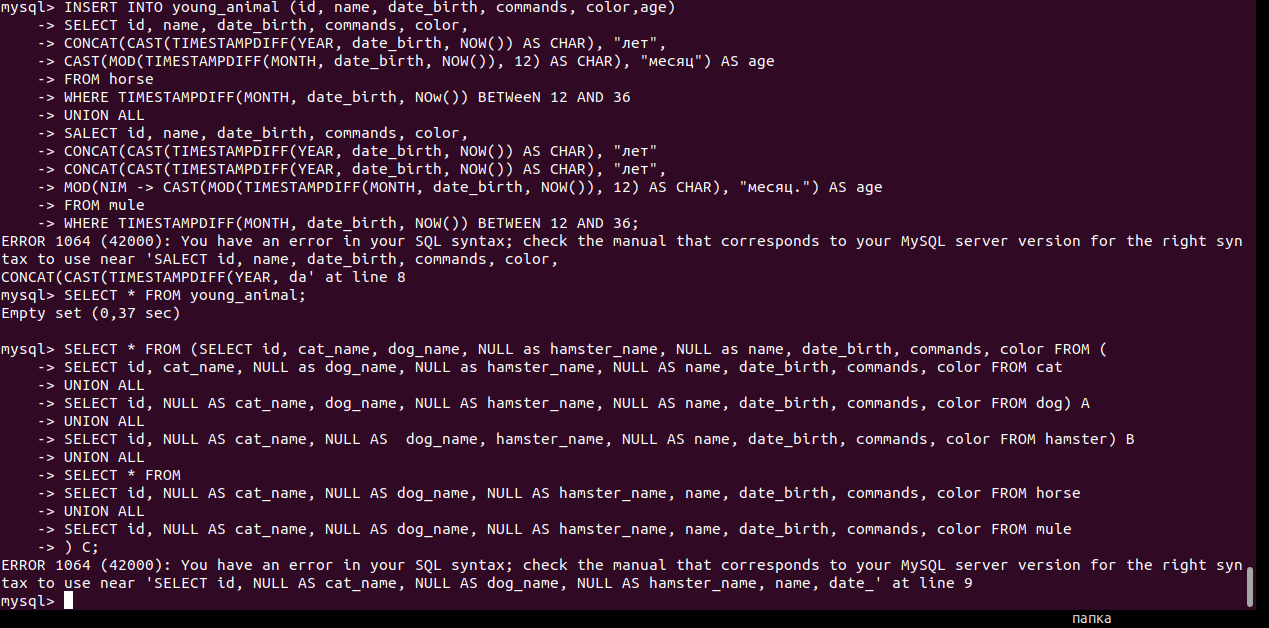 mysql> INSERT INTO young_animal (id, name, date_birth, commands, color,age)
    -> SELECT id, name, date_birth, commands, color,
    -> CONCAT(CAST(TIMESTAMPDIFF(YEAR, date_birth, NOW()) AS CHAR), "лет",
    -> CAST(MOD(TIMESTAMPDIFF(MONTH, date_birth, NOW()), 12) AS CHAR), "месяц") AS age
    -> FROM horse
    -> WHERE TIMESTAMPDIFF(MONTH, date_birth, NOw()) BETWeeN 12 AND 36
    -> UNION ALL
    -> SALECT id, name, date_birth, commands, color,
    -> CONCAT(CAST(TIMESTAMPDIFF(YEAR, date_birth, NOW()) AS CHAR), "лет"
    -> CONCAT(CAST(TIMESTAMPDIFF(YEAR, date_birth, NOW()) AS CHAR), "лет",
    -> MOD(NIM -> CAST(MOD(TIMESTAMPDIFF(MONTH, date_birth, NOW()), 12) AS CHAR), "месяц.") AS age
    -> FROM mule
    -> WHERE TIMESTAMPDIFF(MONTH, date_birth, NOW()) BETWEEN 12 AND 36;
ERROR 1064 (42000): You have an error in your SQL syntax; check the manual that corresponds to your MySQL server version for the right syn
tax to use near 'SALECT id, name, date_birth, commands, color,
CONCAT(CAST(TIMESTAMPDIFF(YEAR, da' at line 8
mysql> SELECT * FROM young_animal;
Empty set (0,37 sec)

mysql> SELECT * FROM (SELECT id, cat_name, dog_name, NULL as hamster_name, NULL as name, date_birth, commands, color FROM (
    -> SELECT id, cat_name, NULL as dog_name, NULL as hamster_name, NULL AS name, date_birth, commands, color FROM cat
    -> UNION ALL
    -> SELECT id, NULL AS cat_name, dog_name, NULL AS hamster_name, NULL AS name, date_birth, commands, color FROM dog) A
    -> UNION ALL
    -> SELECT id, NULL AS cat_name, NULL AS  dog_name, hamster_name, NULL AS name, date_birth, commands, color FROM hamster) B
    -> UNION ALL
    -> SELECT * FROM
    -> SELECT id, NULL AS cat_name, NULL AS dog_name, NULL AS hamster_name, name, date_birth, commands, color FROM horse
    -> UNION ALL
    -> SELECT id, NULL AS cat_name, NULL AS dog_name, NULL AS hamster_name, name, date_birth, commands, color FROM mule
    -> ) C;
ERROR 1064 (42000): You have an error in your SQL syntax; check the manual that corresponds to your MySQL server version for the right syn
tax to use near 'SELECT id, NULL AS cat_name, NULL AS dog_name, NULL AS hamster_name, name, date_' at line 9
mysql>
папка